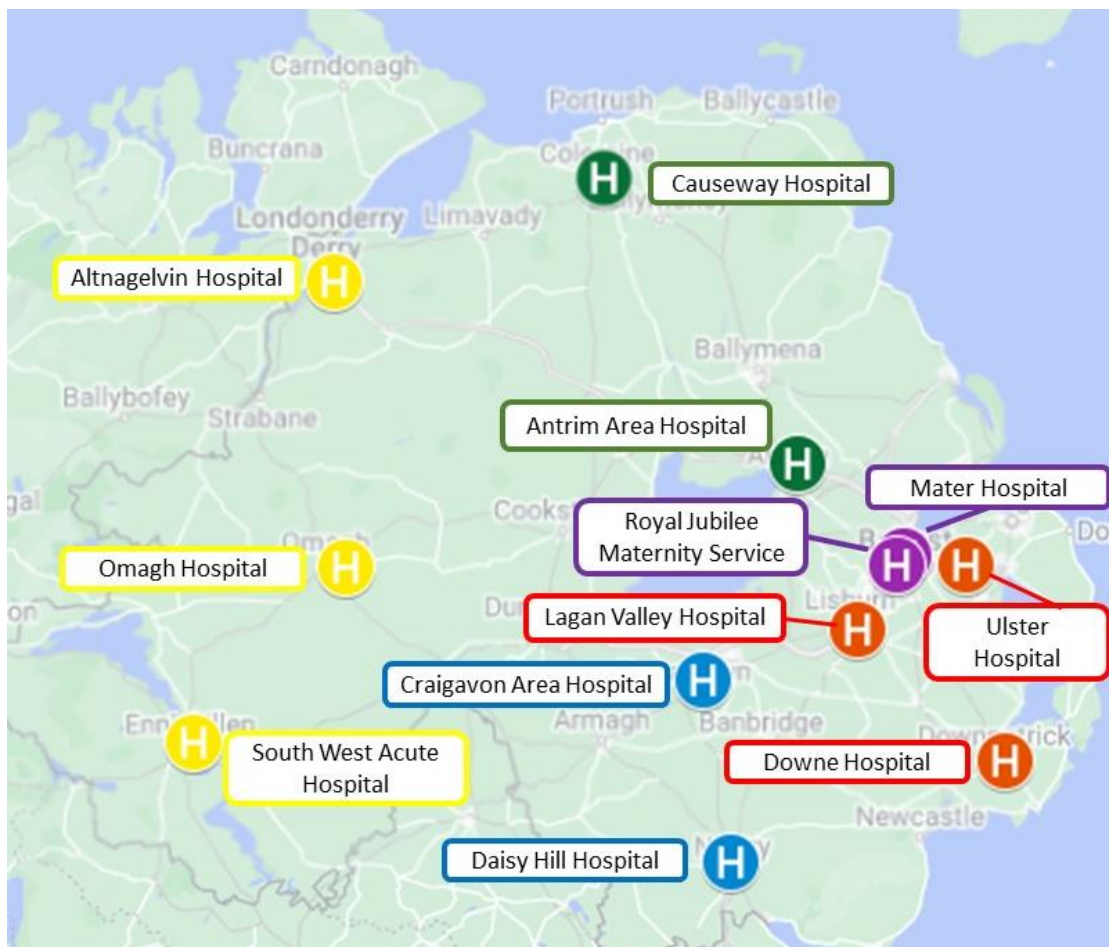 Carndonagh
Portrush
Ballycastle
Buncrana
H
Causeway Hospital
Londonderry
Derry
Limavady
Altnagelvin Hospital
H
Ballymena
Ballybofey
Strabane
Antrim Area Hospital
H
Mater Hospital
Royal Jubilee
Maternity Service
H
H
Omagh Hospital
H
Lisburn
Lagan Valley Hospital
H
Ulster
Hospital
Craigavon Area Hospital
H
Armagh
Banbridge
H
South West Acute
Hospital
Downe Hospital
H
Newcastle
Daisy Hill Hospital
H